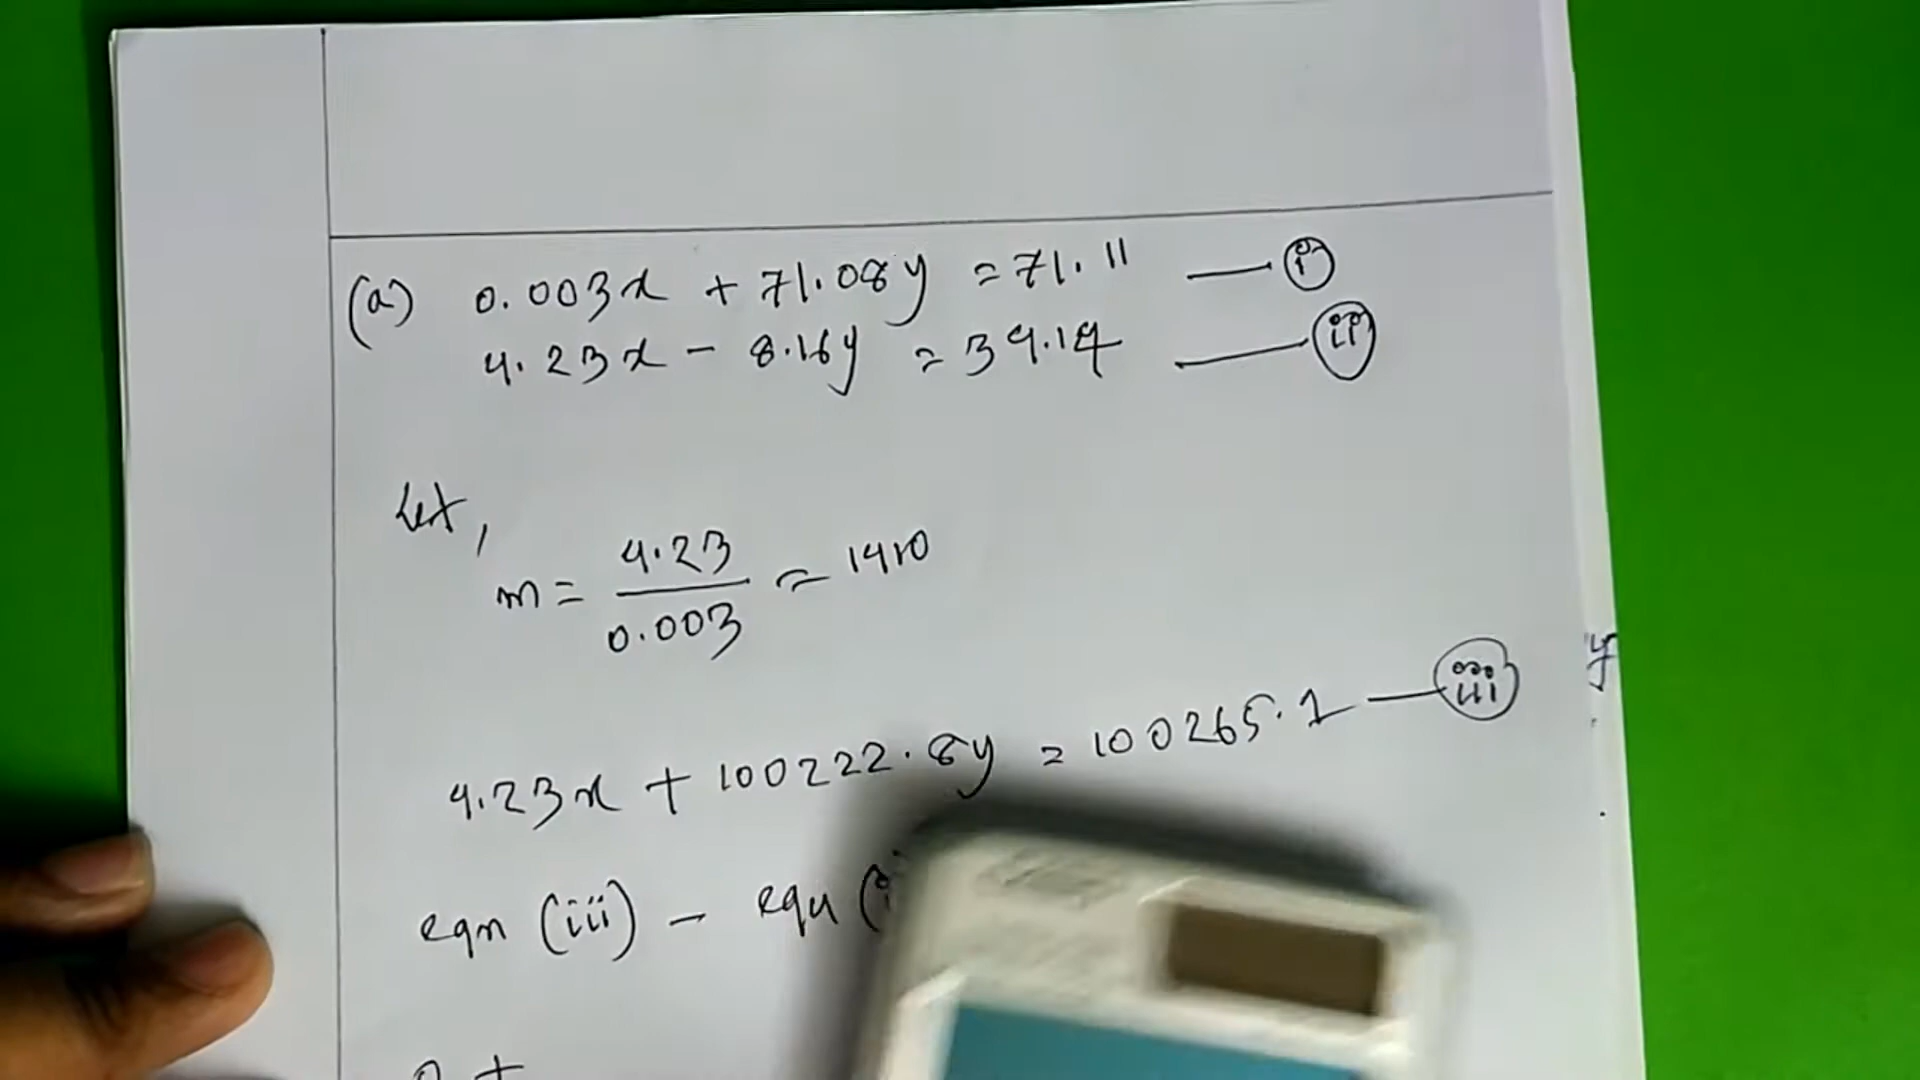 (a) 0.003x + 71.08y = 71.11 — (i)
4.23x - 8.16y = 34.14 — (ii)
Let,
m = 4.23/0.003 = 1410
4.23x + 100222.8y = 100265.1 — (iii)
eqn (iii) - eqn
y